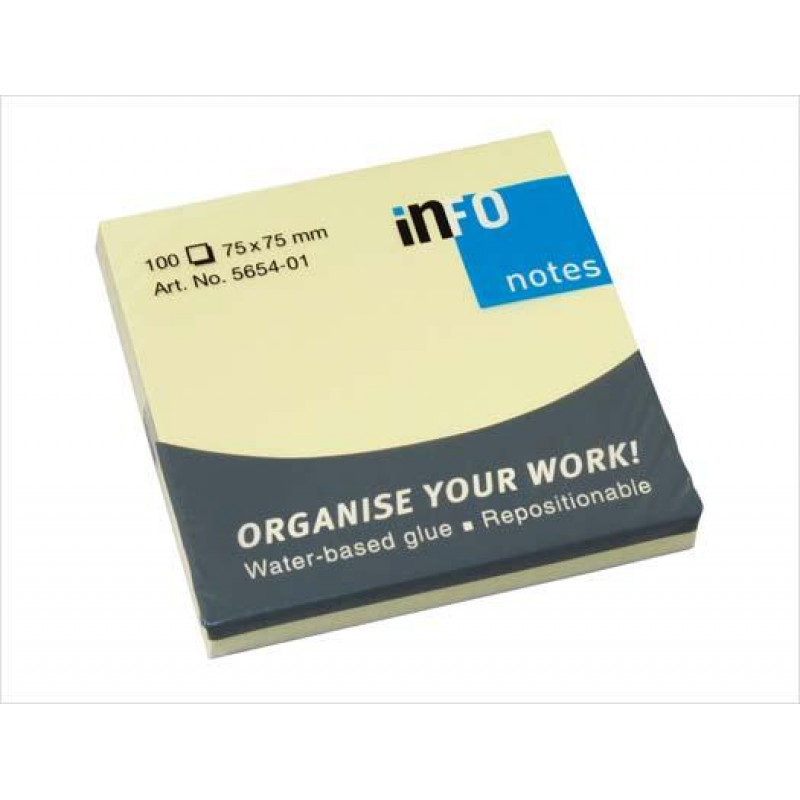 inFO
notes
100 75 x 75 mm
Art. No. 5654-01
ORGANISE YOUR WORK!
Water-based glue ▪ Repositionable